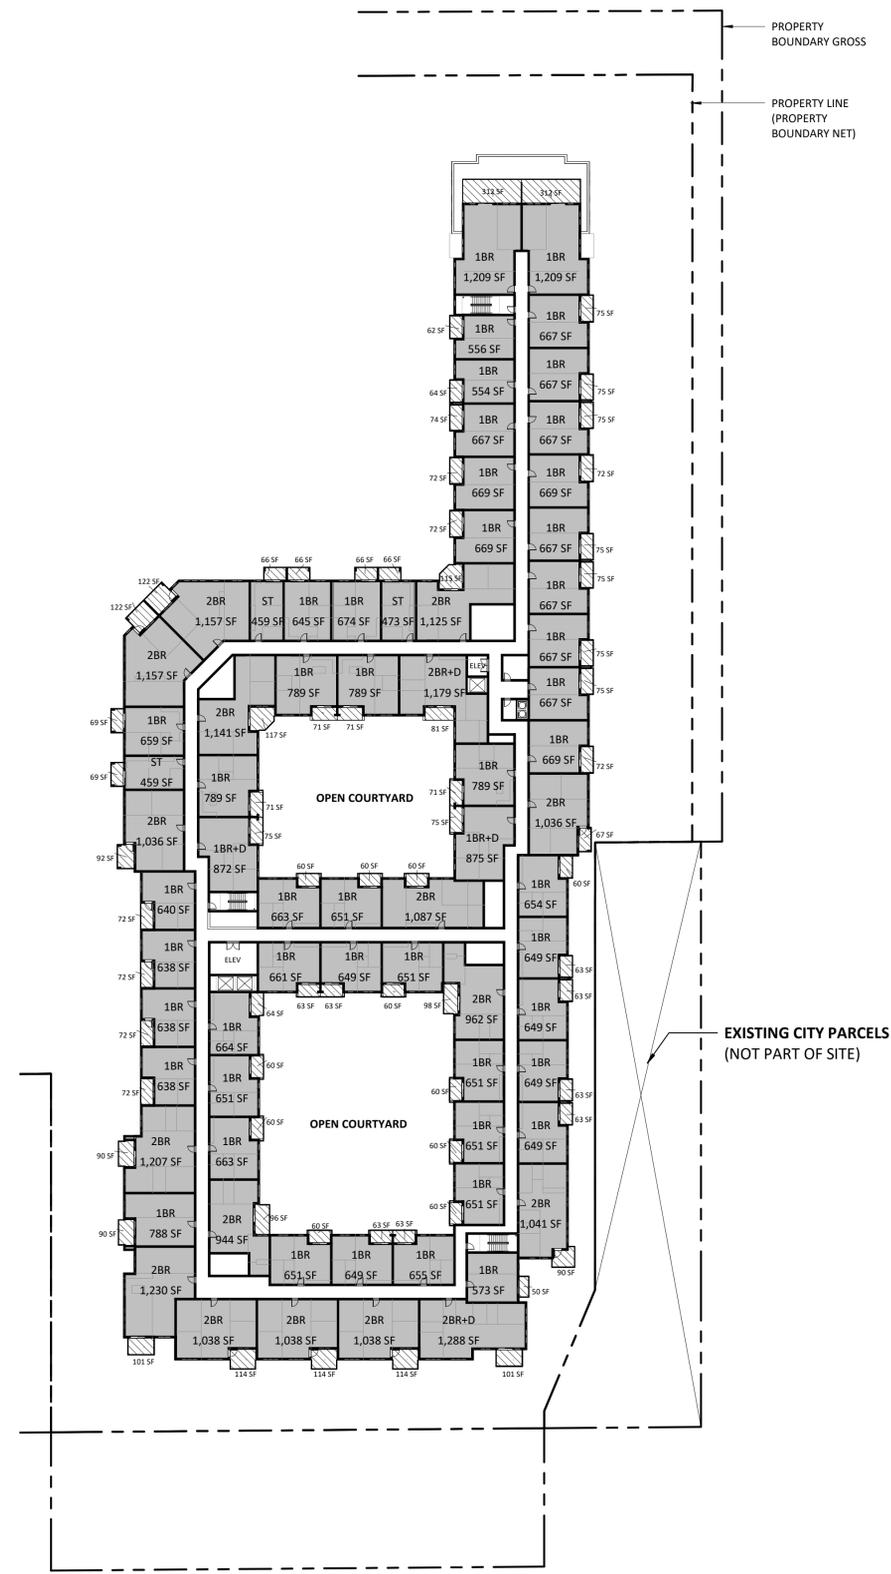 PROPERTY
BOUNDARY GROSS
PROPERTY LINE
(PROPERTY
BOUNDARY NET)
312 SF
312 SF
1BR
1,209 SF
1BR
1,209 SF
62 SF
1BR
556 SF
1BR
667 SF
75 SF
64 SF
1BR
554 SF
1BR
667 SF
75 SF
74 SF
1BR
667 SF
1BR
667 SF
75 SF
72 SF
1BR
669 SF
1BR
669 SF
72 SF
72 SF
1BR
669 SF
1BR
667 SF
75 SF
115 SF
1BR
667 SF
75 SF
1BR
667 SF
75 SF
1BR
667 SF
75 SF
1BR
669 SF
72 SF
2BR
1,036 SF
67 SF
122 SF
122 SF
66 SF
66 SF
66 SF
66 SF
2BR
1,157 SF
ST
459 SF
1BR
645 SF
1BR
674 SF
ST
473 SF
2BR
1,125 SF
2BR
1,157 SF
69 SF
1BR
659 SF
69 SF
ST
459 SF
2BR
1,036 SF
92 SF
1BR
789 SF
1BR
789 SF
2BR+D
1,179 SF
ELEV
2BR
1,141 SF
117 SF
71 SF
71 SF
81 SF
1BR
789 SF
71 SF
OPEN COURTYARD
71 SF
1BR
789 SF
1BR+D
872 SF
75 SF
75 SF
1BR+D
875 SF
60 SF
60 SF
60 SF
1BR
663 SF
1BR
651 SF
2BR
1,087 SF
1BR
640 SF
72 SF
1BR
638 SF
72 SF
1BR
638 SF
72 SF
1BR
638 SF
72 SF
2BR
1,207 SF
90 SF
1BR
788 SF
90 SF
2BR
1,230 SF
101 SF
1BR
654 SF
60 SF
1BR
649 SF
63 SF
1BR
649 SF
63 SF
1BR
649 SF
63 SF
1BR
649 SF
63 SF
2BR
1,041 SF
90 SF
ELEV
1BR
661 SF
1BR
649 SF
1BR
651 SF
63 SF
63 SF
60 SF
98 SF
2BR
962 SF
1BR
664 SF
64 SF
1BR
651 SF
60 SF
1BR
663 SF
60 SF
2BR
944 SF
96 SF
OPEN COURTYARD
60 SF
1BR
651 SF
60 SF
1BR
651 SF
60 SF
1BR
651 SF
60 SF
63 SF
63 SF
1BR
651 SF
1BR
649 SF
1BR
655 SF
1BR
573 SF
50 SF
2BR
1,038 SF
2BR
1,038 SF
2BR
1,038 SF
2BR+D
1,288 SF
114 SF
114 SF
114 SF
101 SF
EXISTING CITY PARCELS
(NOT PART OF SITE)